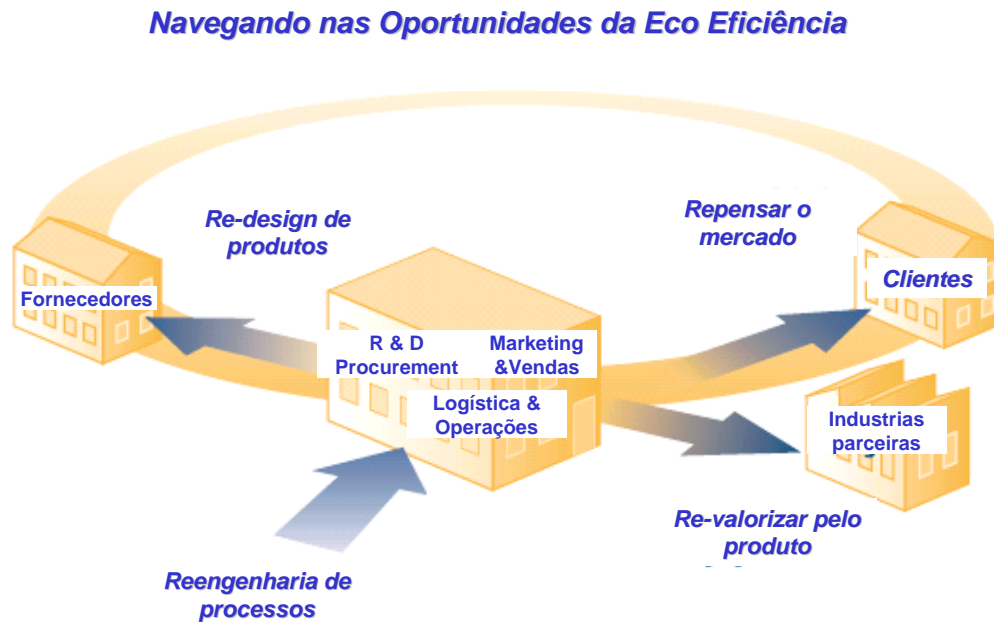 Navegando nas Oportunidades da Eco Eficiência
Re-design de
produtos
Repensar o
mercado
Fornecedores
Clientes
R & D
Procurement
Marketing
&Vendas
Logística &
Operações
Industrias
parceiras
Re-valorizar pelo
produto
Reengenharia de
processos